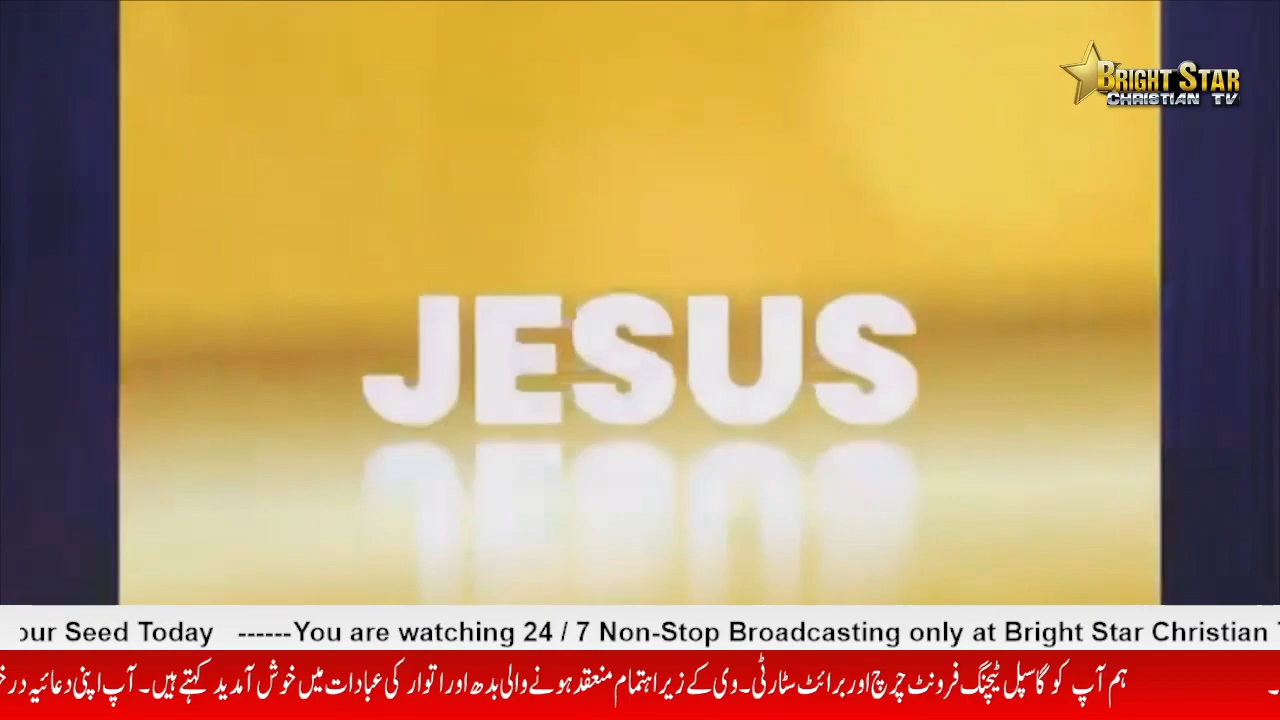 BRIGHT STAR
CHRISTIAN TV
JESUS
our Seed Today ------You are watching 24 / 7 Non-Stop Broadcasting only at Bright Star Christian
ہم آپ کو گاسپل ٹیچنگ فرونٹ چرچ اور برائٹ سٹار ٹی۔وی کے زیر اہتمام منعقد ہونے والی بدھ اور اتوار کی عبادات میں خوش آمدید کہتے ہیں۔ آپ اپنی دعائیہ